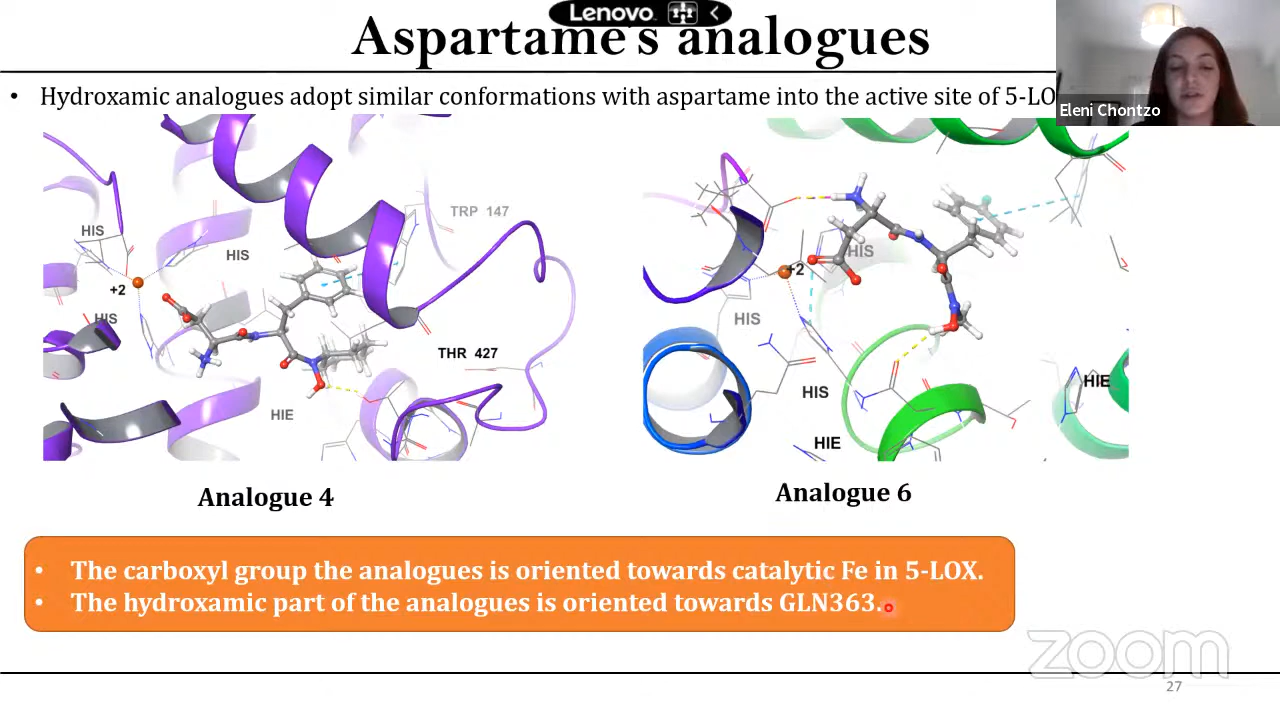 Lenovo
Aspartame's analogues
Eleni Chontzo
• Hydroxamic analogues adopt similar conformations with aspartame into the active site of 5-LO
HIS
HIS
+2
HIS
TRP 147
THR 427
HIE
HIS
+2
HIS
HIS
HIE
HIE
Analogue 4
Analogue 6
• The carboxyl group the analogues is oriented towards catalytic Fe in 5-LOX.
• The hydroxamic part of the analogues is oriented towards GLN363.
zoom
27